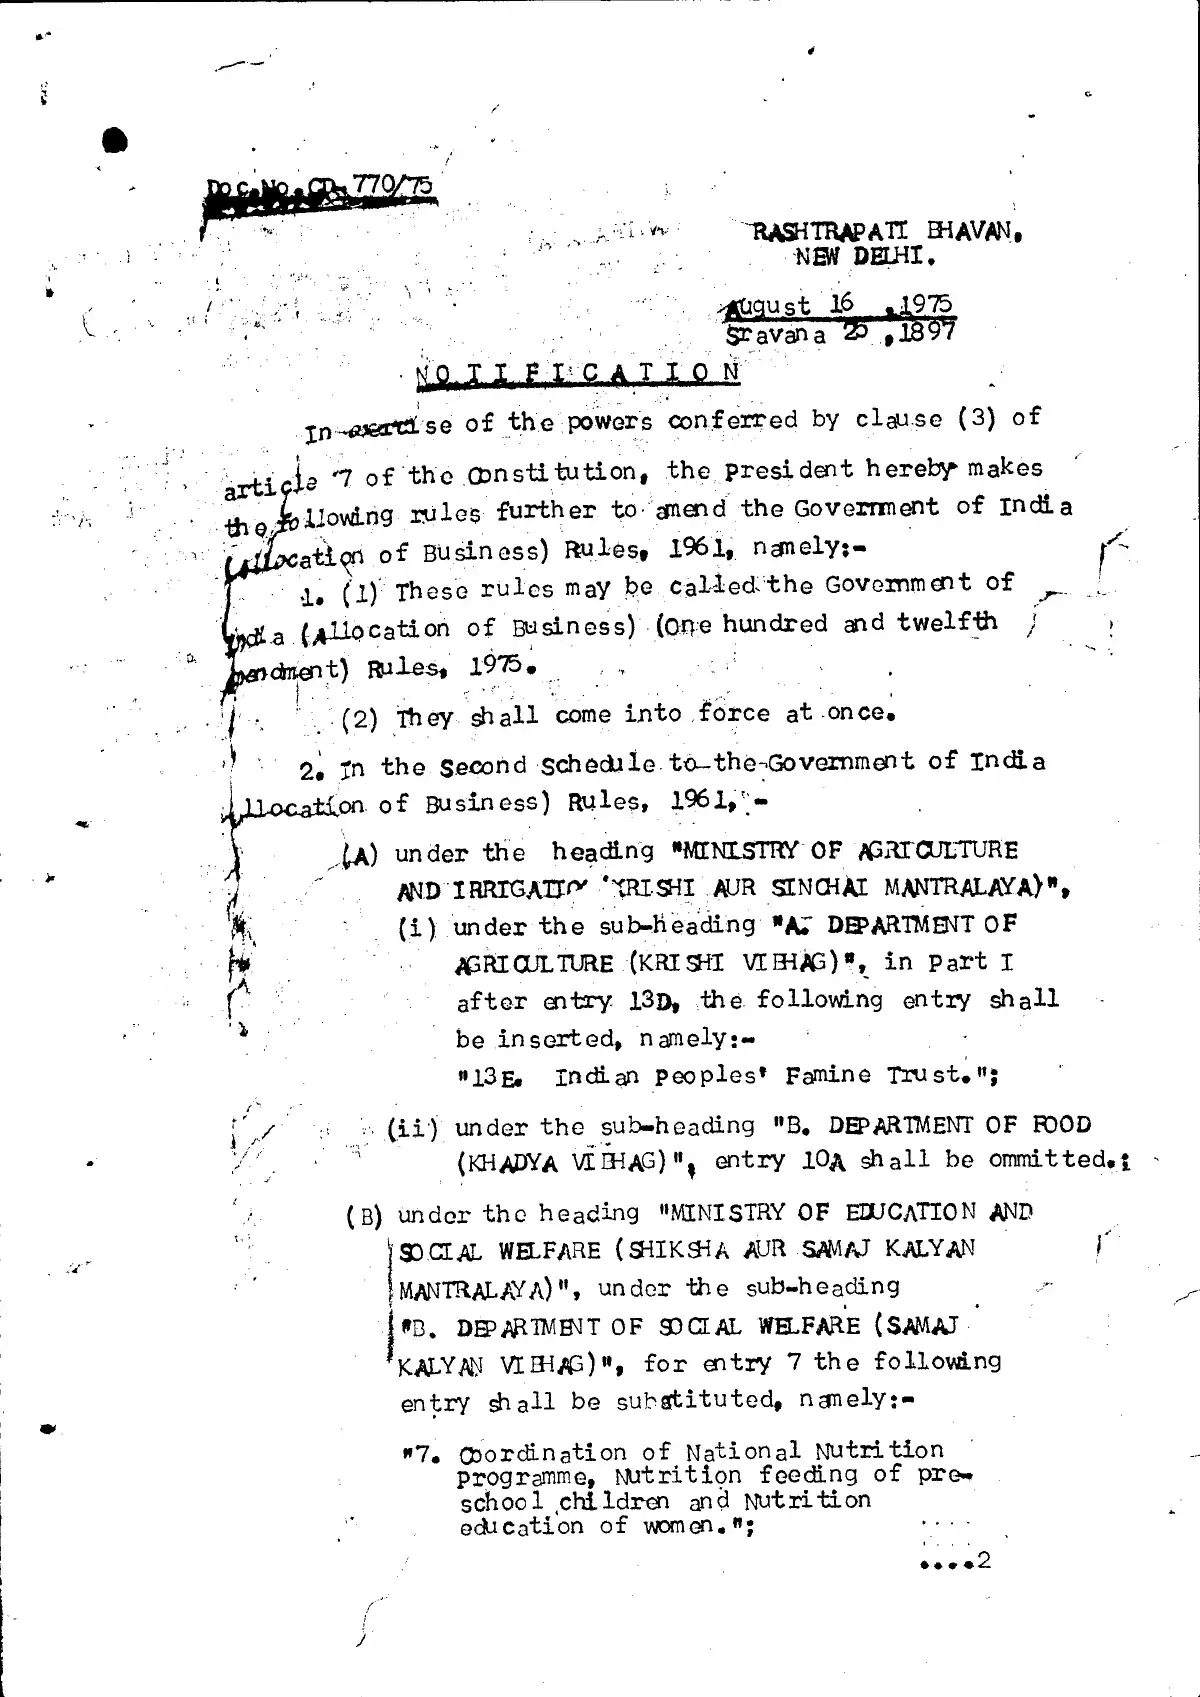 Doc.No.CD-770/75
RASHTRAPATI BHAVAN,
NEW DELHI.
August 16 ,1975
Sravana 25 ,1897
NOTIFICATION
In exercise of the powers conferred by clause (3) of
article 77 of the Constitution, the President hereby makes
the following rules further to amend the Government of India
(Allocation of Business) Rules, 1961, namely:-
1. (1) These rules may be called the Government of
India (Allocation of Business) (One hundred and twelfth
Amendment) Rules, 1975.
(2) They shall come into force at once.
2. In the Second Schedule to the Government of India
(Allocation of Business) Rules, 1961,:-
(A) under the heading "MINISTRY OF AGRICULTURE
AND IRRIGATION (KRISHI AUR SINCHAI MANTRALAYA)",
(i) under the sub-heading "A. DEPARTMENT OF
AGRICULTURE (KRISHI VIBHAG)", in Part I
after entry 13D, the following entry shall
be inserted, namely:-
"13E. Indian Peoples' Famine Trust.";
(ii) under the sub-heading "B. DEPARTMENT OF FOOD
(KHADYA VIBHAG)", entry 10A shall be ommitted.;
(B) under the heading "MINISTRY OF EDUCATION AND
SOCIAL WELFARE (SHIKSHA AUR SAMAJ KALYAN
MANTRALAYA)", under the sub-heading
"B. DEPARTMENT OF SOCIAL WELFARE (SAMAJ
KALYAN VIBHAG)", for entry 7 the following
entry shall be substituted, namely:-
"7. Coordination of National Nutrition
programme, Nutrition feeding of pre-
school children and Nutrition
education of women.";
....2